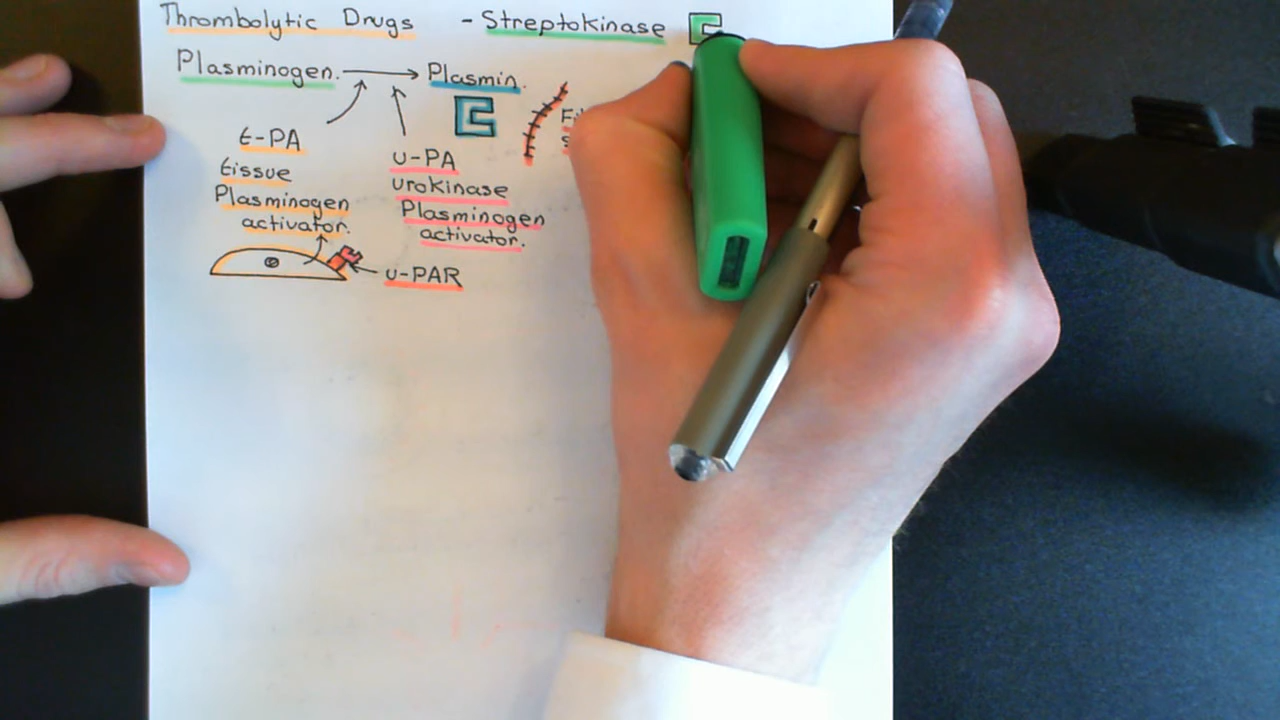 Thrombolytic Drugs - Streptokinase
Plasminogen. Plasmin.
t-PA
tissue
Plasminogen
activator.
u-PA
urokinase
Plasminogen
activator.
u-PAR